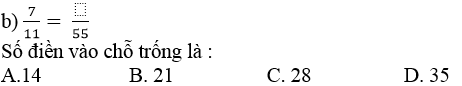 b) 7/11 = ⬚/55
Số điền vào chỗ trống là :
A.14 B. 21 C. 28 D. 35